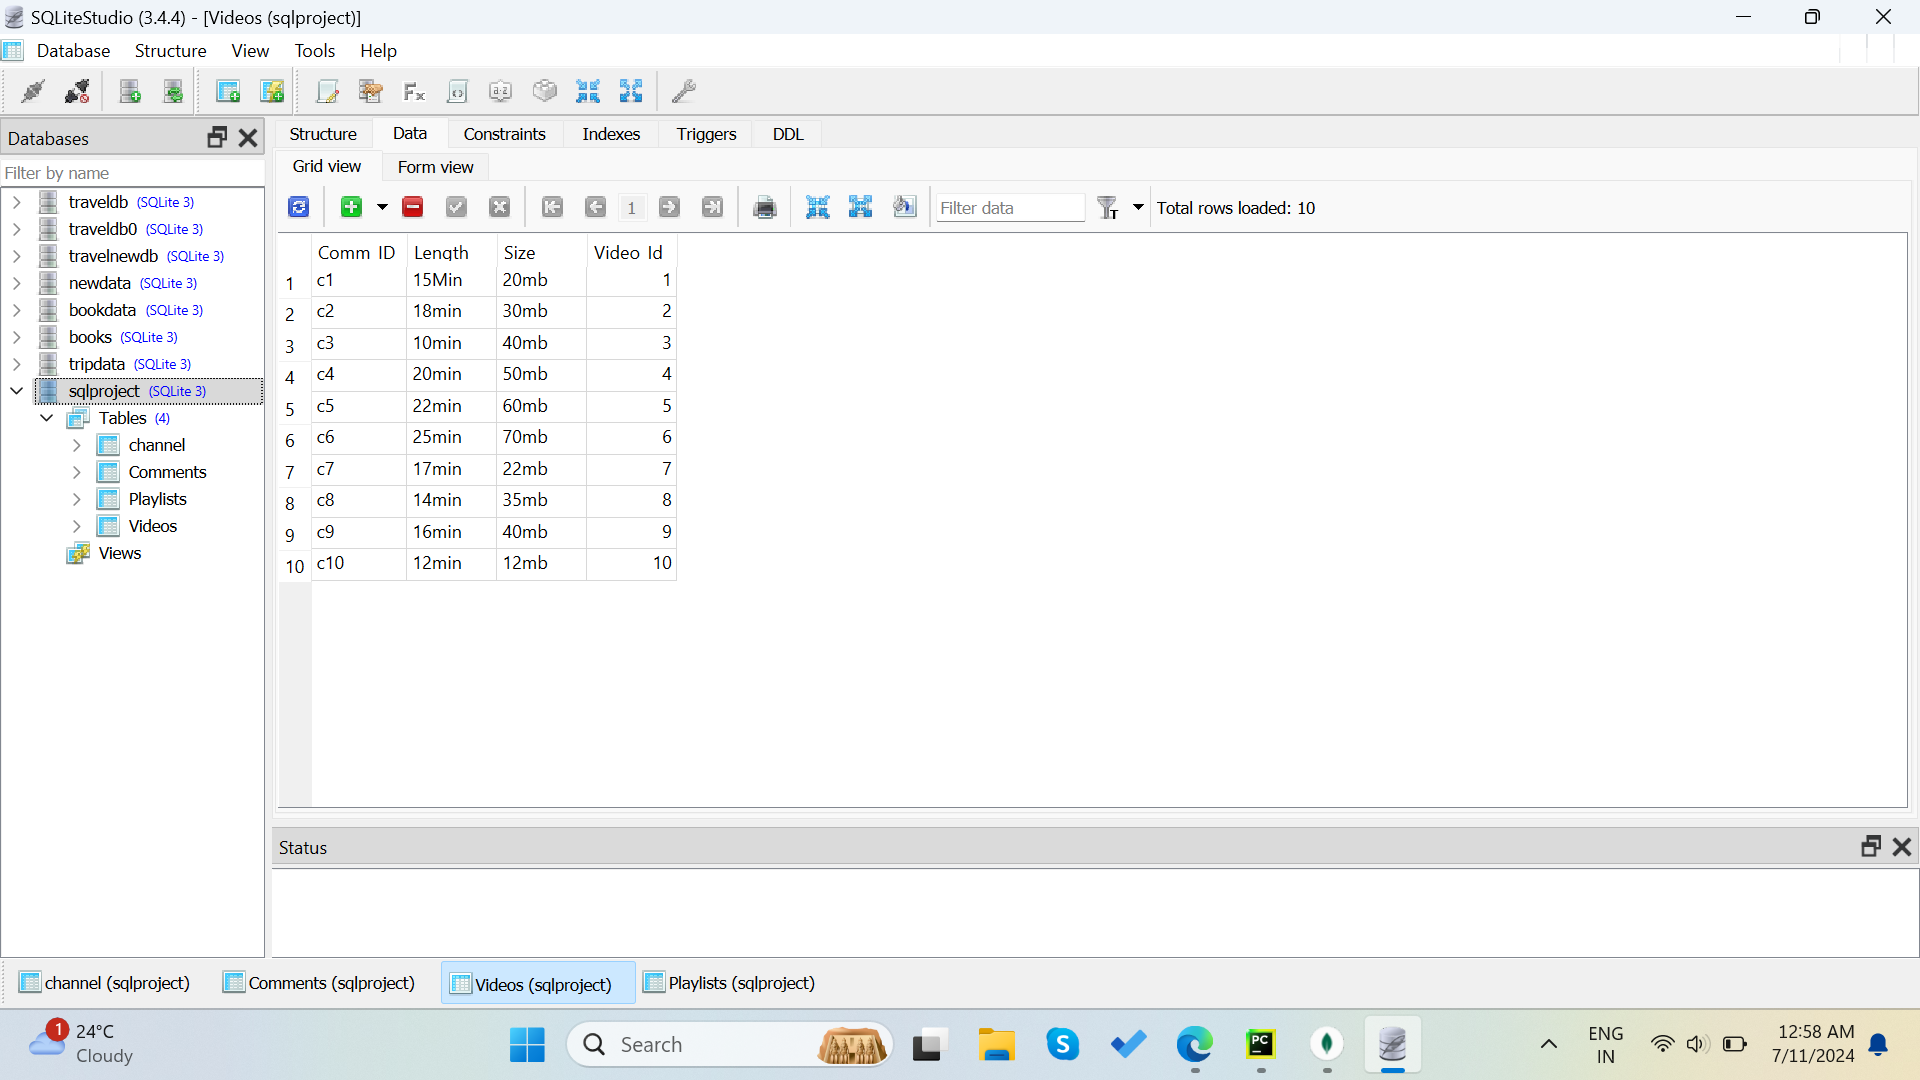 SQLiteStudio (3.4.4) - [Videos (sqlproject)]
Database Structure View Tools Help
Databases
Filter by name
traveldb (SQLite 3)
traveldb0 (SQLite 3)
travelnewdb (SQLite 3)
newdata (SQLite 3)
bookdata (SQLite 3)
books (SQLite 3)
tripdata (SQLite 3)
sqlproject (SQLite 3)
Tables (4)
channel
Comments
Playlists
Videos
Views
Structure Data Constraints Indexes Triggers DDL
Grid view Form view
1 Filter data T Total rows loaded: 10
Comm_ID Length Size Video_Id
1 c1 15Min 20mb 1
2 c2 18min 30mb 2
3 c3 10min 40mb 3
4 c4 20min 50mb 4
5 c5 22min 60mb 5
6 c6 25min 70mb 6
7 c7 17min 22mb 7
8 c8 14min 35mb 8
9 c9 16min 40mb 9
10 c10 12min 12mb 10
Status
channel (sqlproject) Comments (sqlproject) Videos (sqlproject) Playlists (sqlproject)
1 24°C
Cloudy
Search
PC
ENG
IN
12:58 AM
7/11/2024